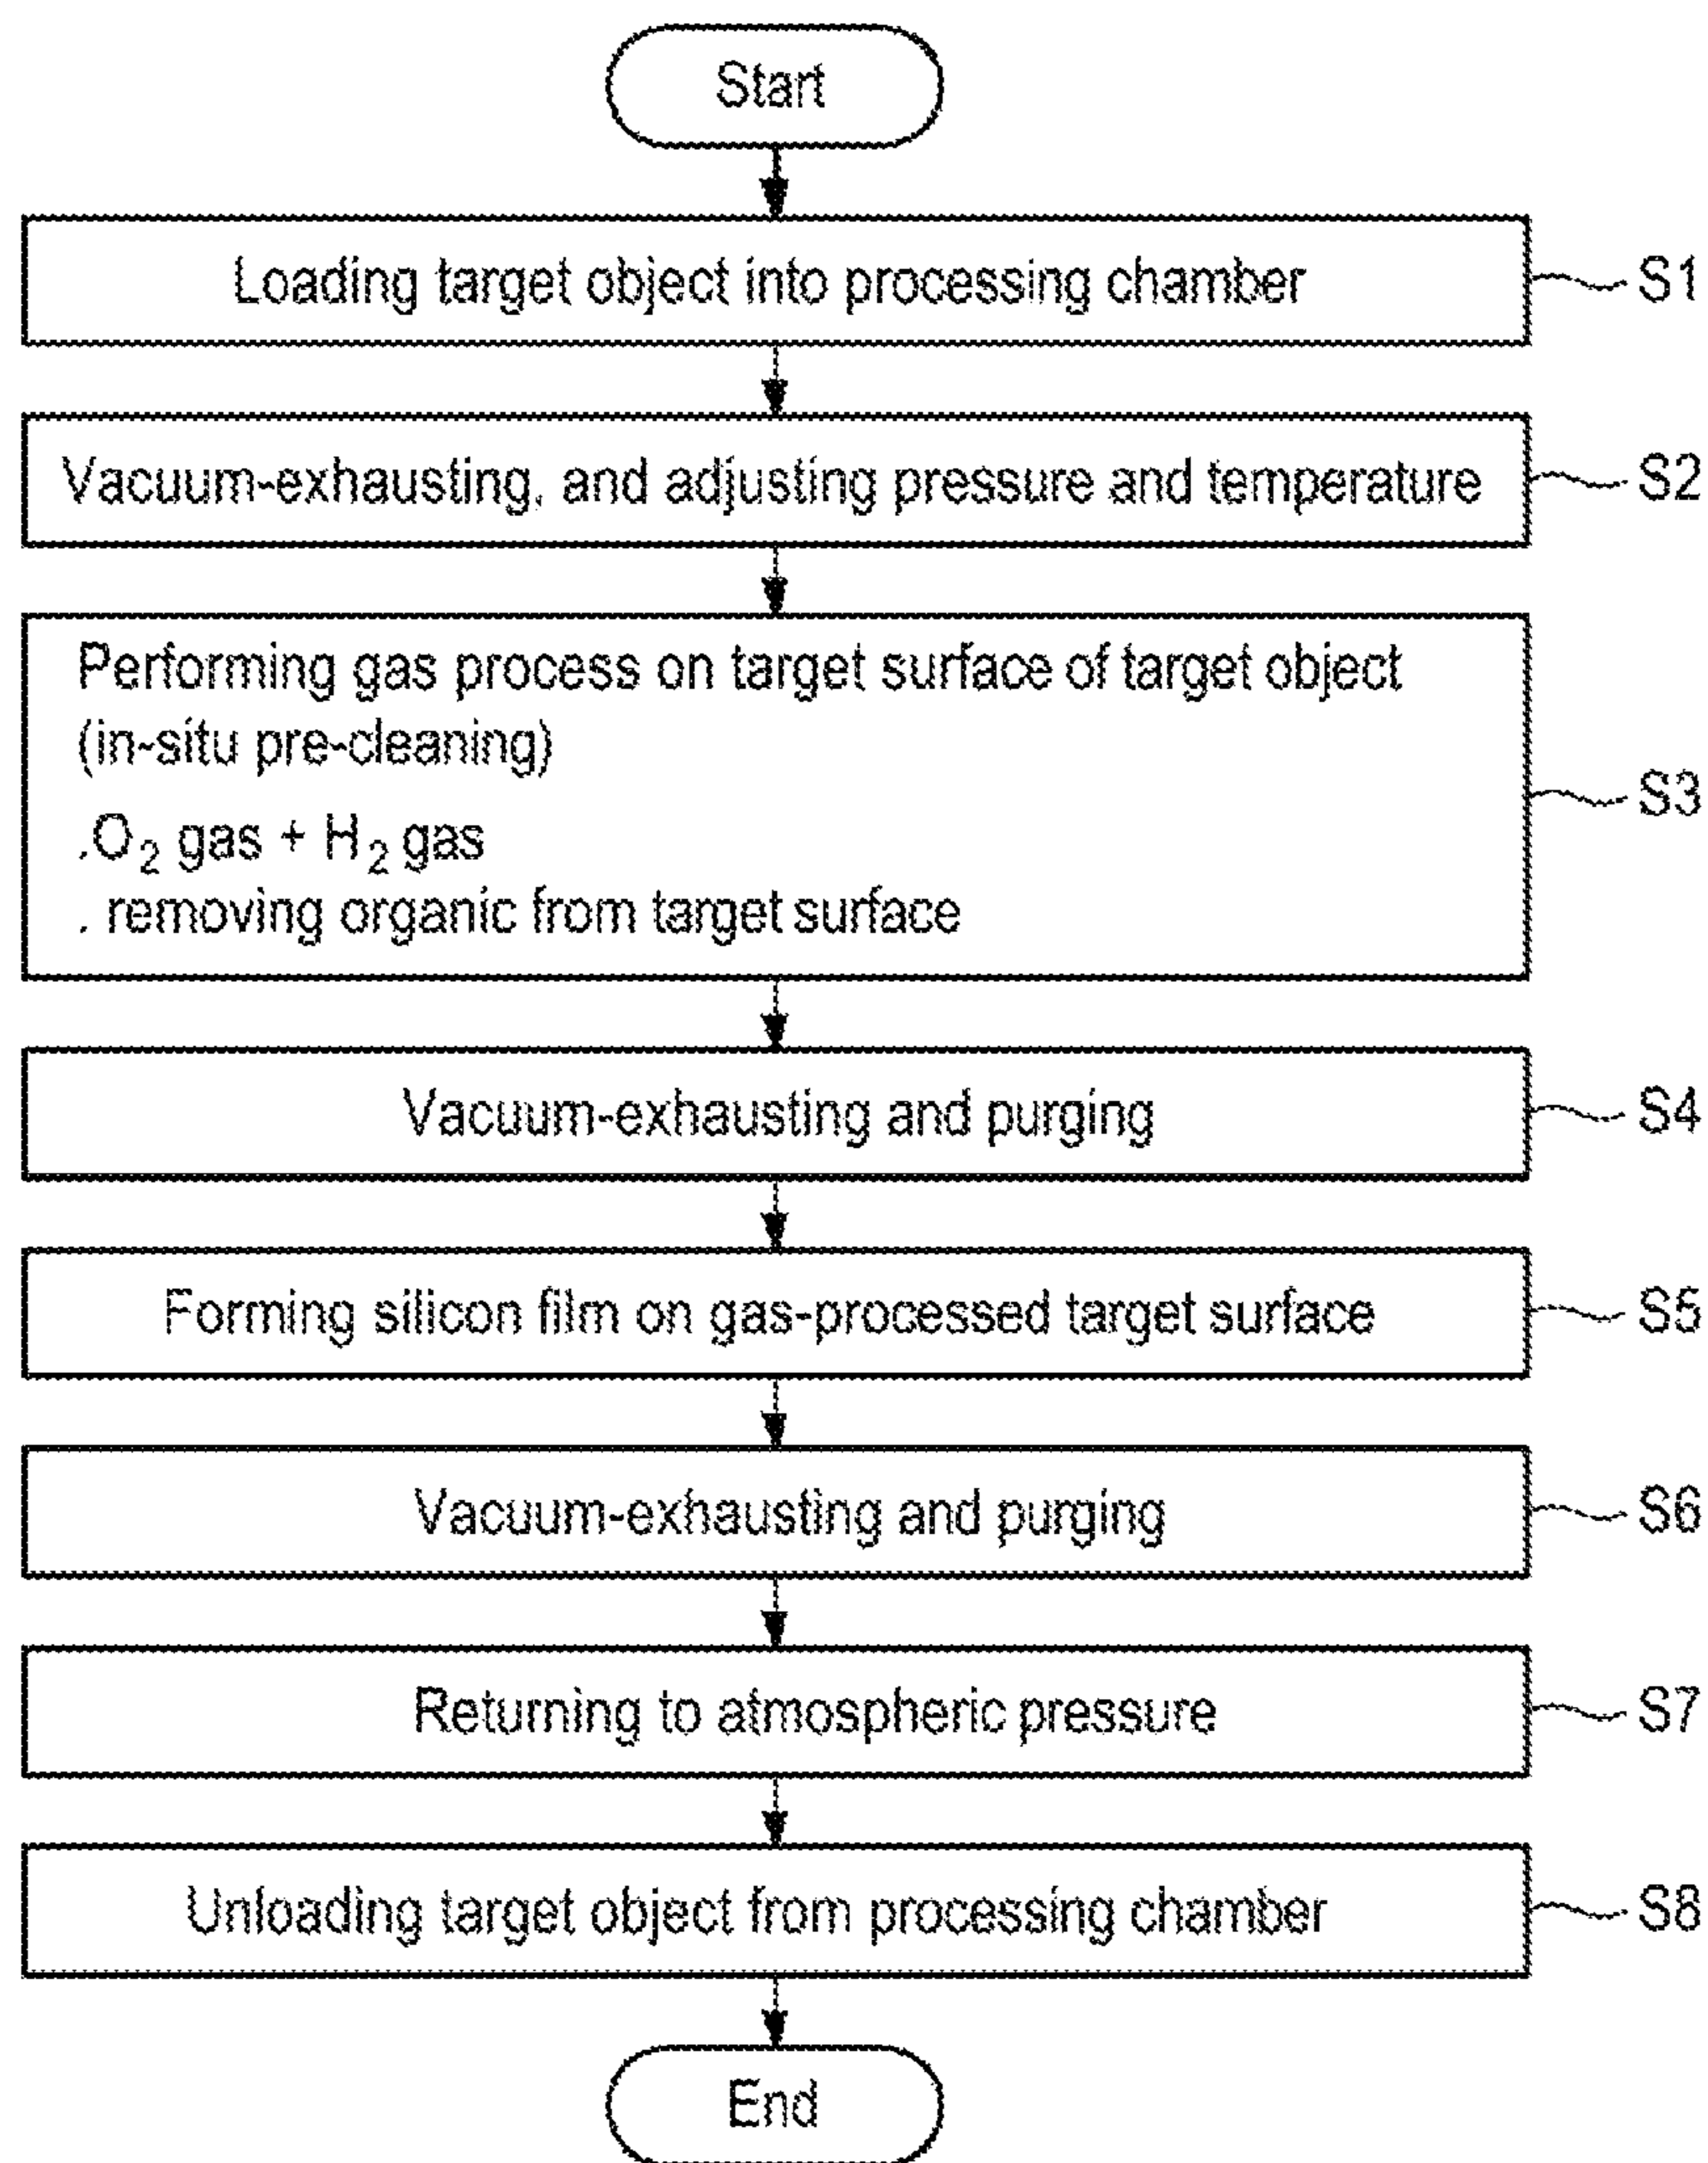 Start
Loading target object into processing chamber
S1
Vacuum-exhausting, and adjusting pressure and temperature
S2
Performing gas process on target surface of target object
(in-situ pre-cleaning)
.O₂ gas + H₂ gas
. removing organic from target surface
S3
Vacuum-exhausting and purging
S4
Forming silicon film on gas-processed target surface
S5
Vacuum-exhausting and purging
S6
Returning to atmospheric pressure
S7
Unloading target object from processing chamber
S8
End